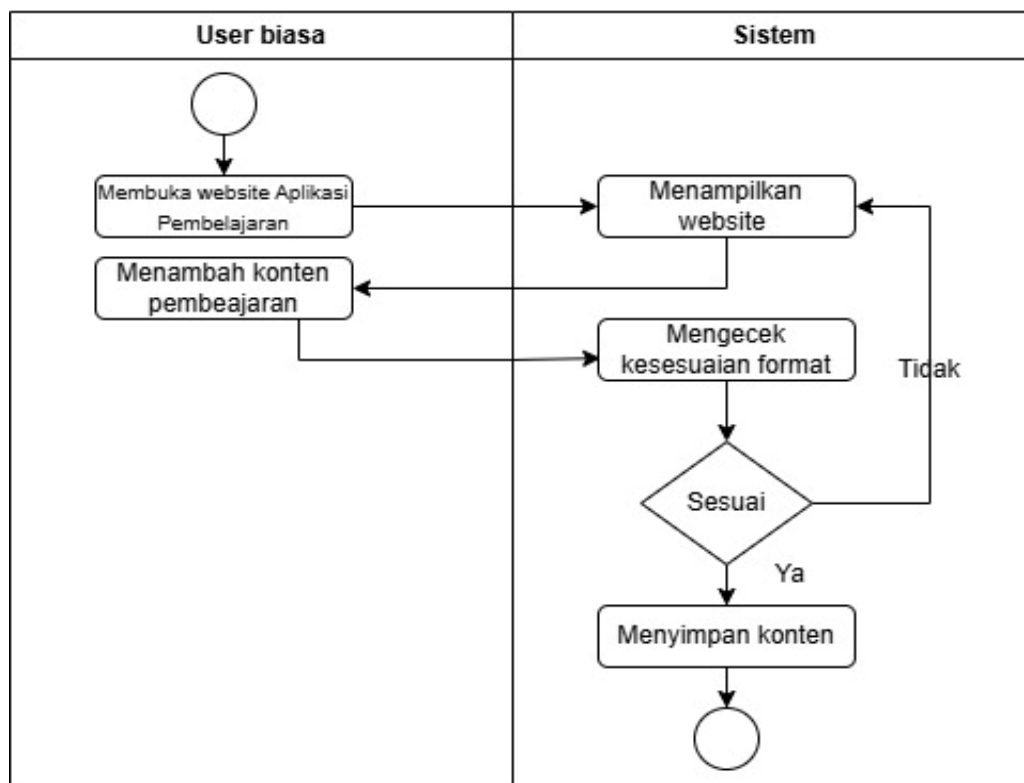 User biasa
Sistem
Membuka website Aplikasi
Pembelajaran
Menampilkan
website
Menambah konten
pembeajaran
Mengecek
kesesuaian format
Tidak
Sesuai
Ya
Menyimpan konten